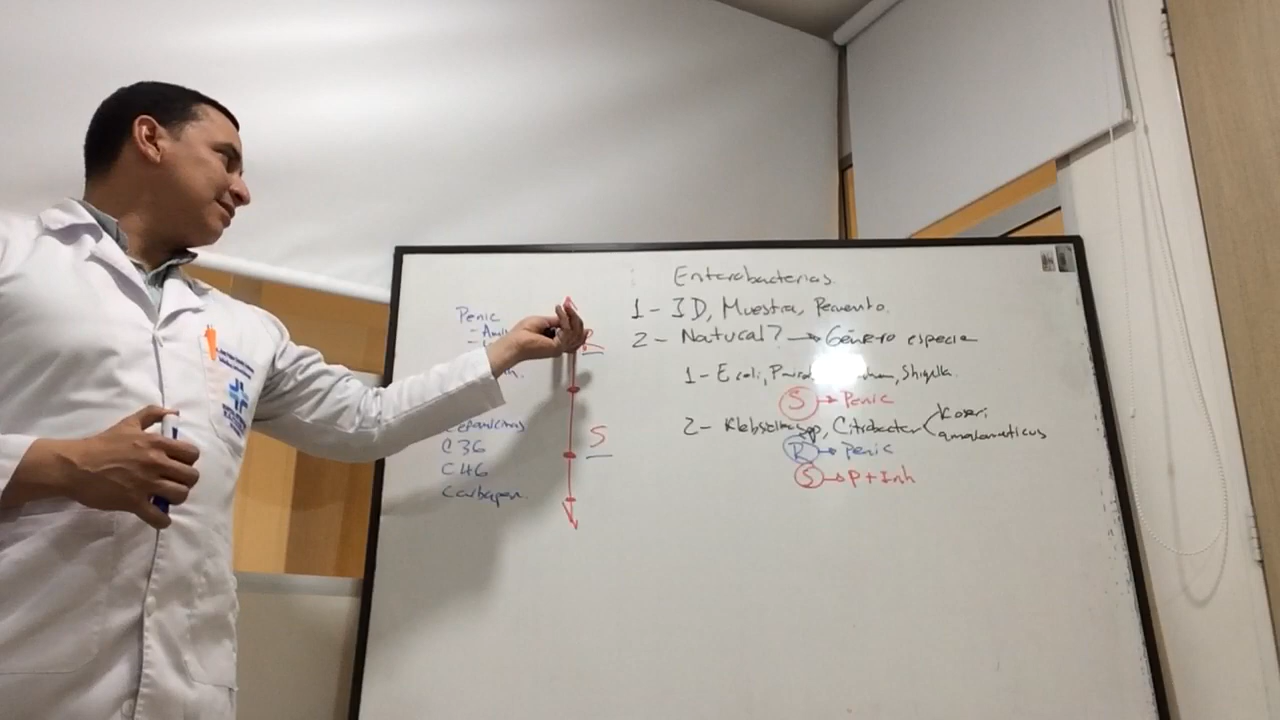 Enterobacterias
1- ID, Muestra, Recuento.
2- Natural? → Género especie
1- E coli, Shigella.
S → Penic
2- Klebsiella spp, Citrobacter < Koseri
amalonaticus
R → Penic
S → P + Inh
Penic
R
S
C3G
C4G
Carbapen.